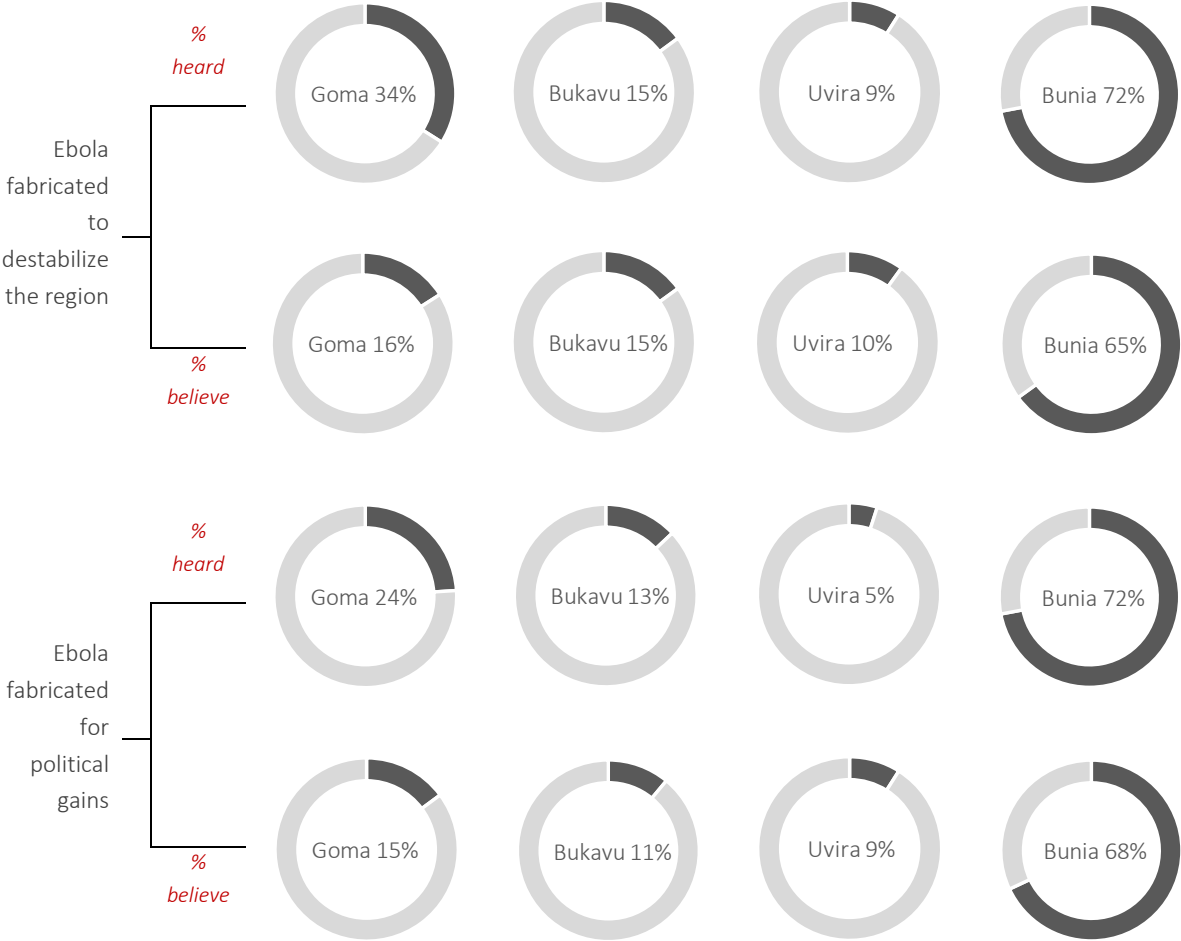 %
heard
Goma 34%
Bukavu 15%
Uvira 9%
Bunia 72%
Ebola
fabricated
to
destabilize
the region
Goma 16%
Bukavu 15%
Uvira 10%
Bunia 65%
%
believe
%
heard
Goma 24%
Bukavu 13%
Uvira 5%
Bunia 72%
Ebola
fabricated
for
political
gains
Goma 15%
Bukavu 11%
Uvira 9%
Bunia 68%
%
believe